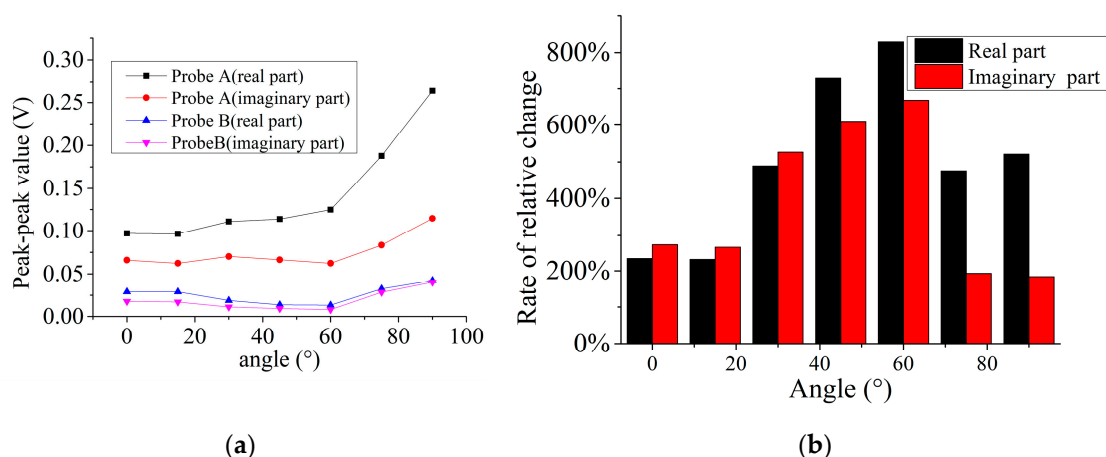 0.30
0.25
0.20
0.15
0.10
0.05
0.00
Peak-peak value (V)
Probe A(real part)
Probe A(imaginary part)
Probe B(real part)
ProbeB(imaginary part)
0 20 40 60 80 100
angle (°)
(a)
800%
600%
400%
200%
0%
Rate of relative change
Real part
Imaginary part
0 20 40 60 80
Angle (°)
(b)